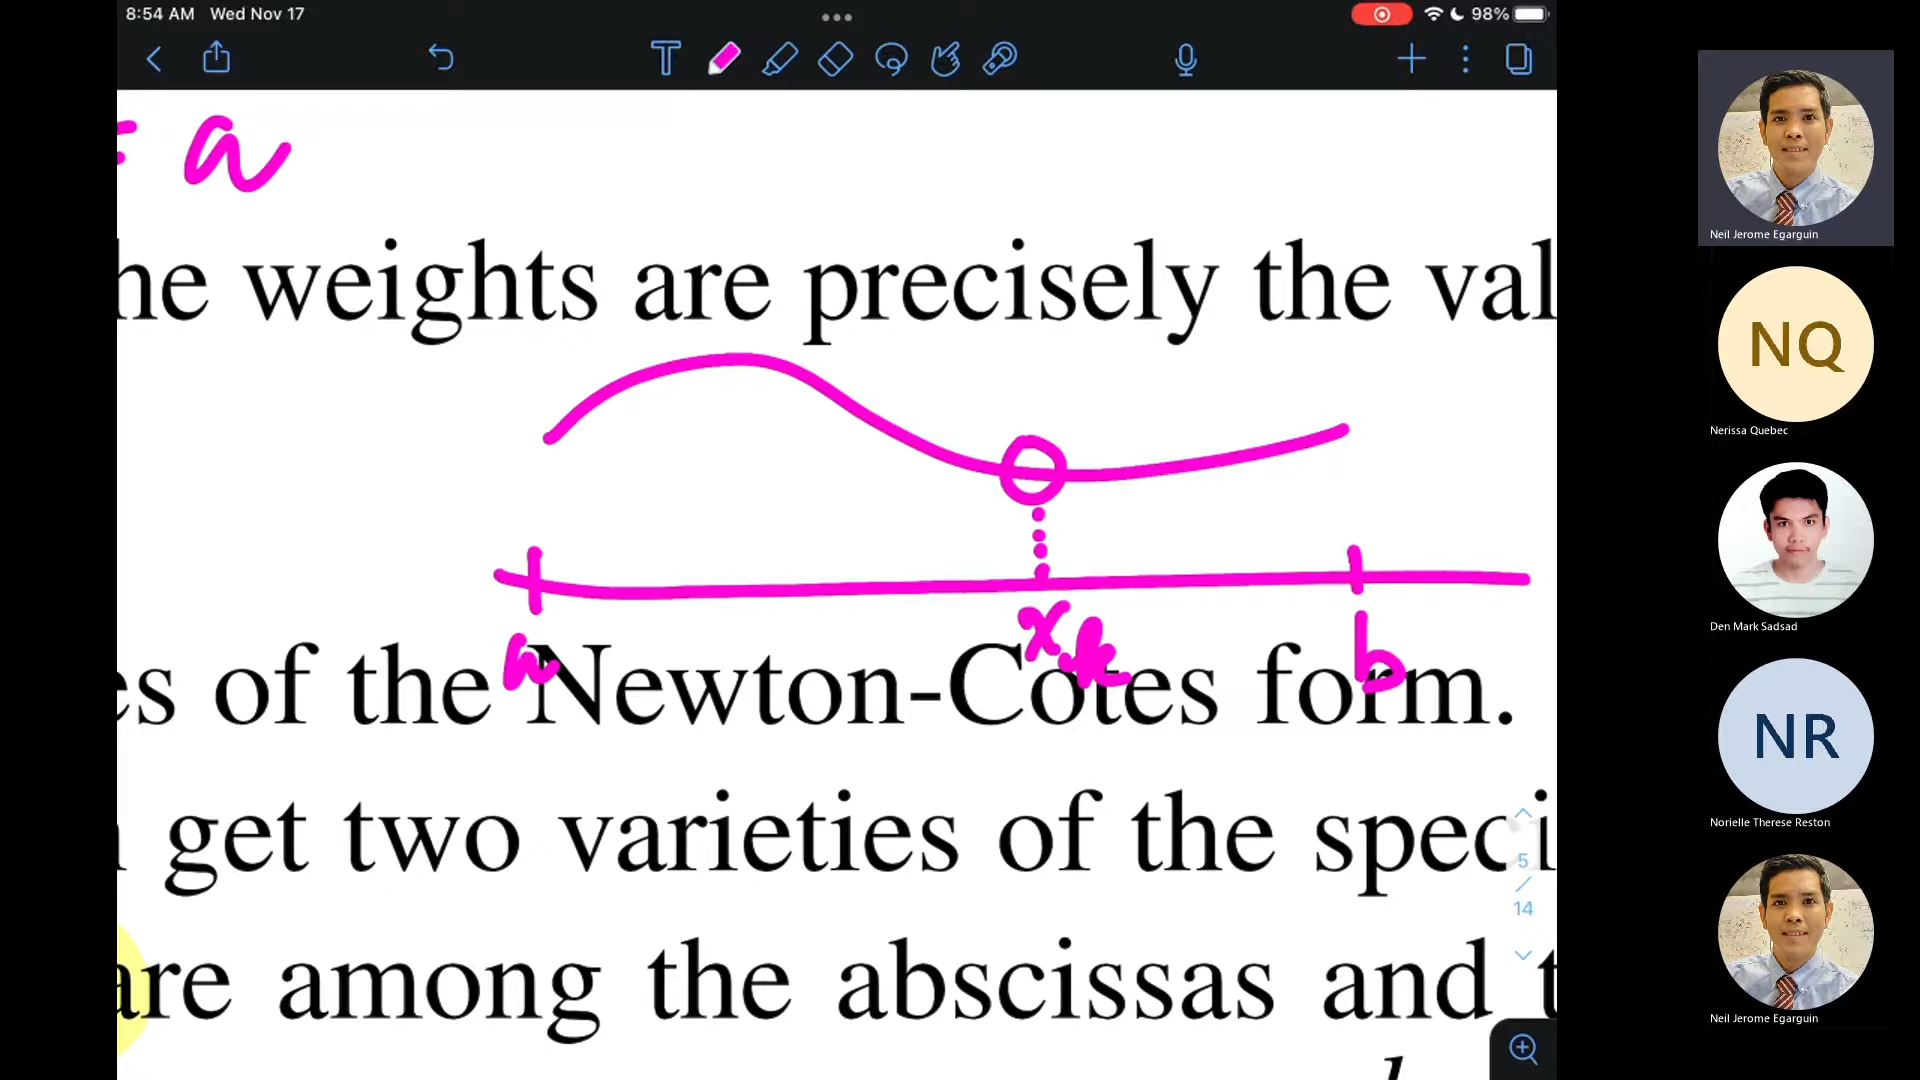 8:54 AM Wed Nov 17
98%
= a
he weights are precisely the val
a
x k
b
es of the Newton-Cotes form.
get two varieties of the speci
are among the abscissas and t
b
5
/
14
Neil Jerome Egarguin
NQ
Nerissa Quebec
Den Mark Sadsad
NR
Norielle Therese Reston
Neil Jerome Egarguin